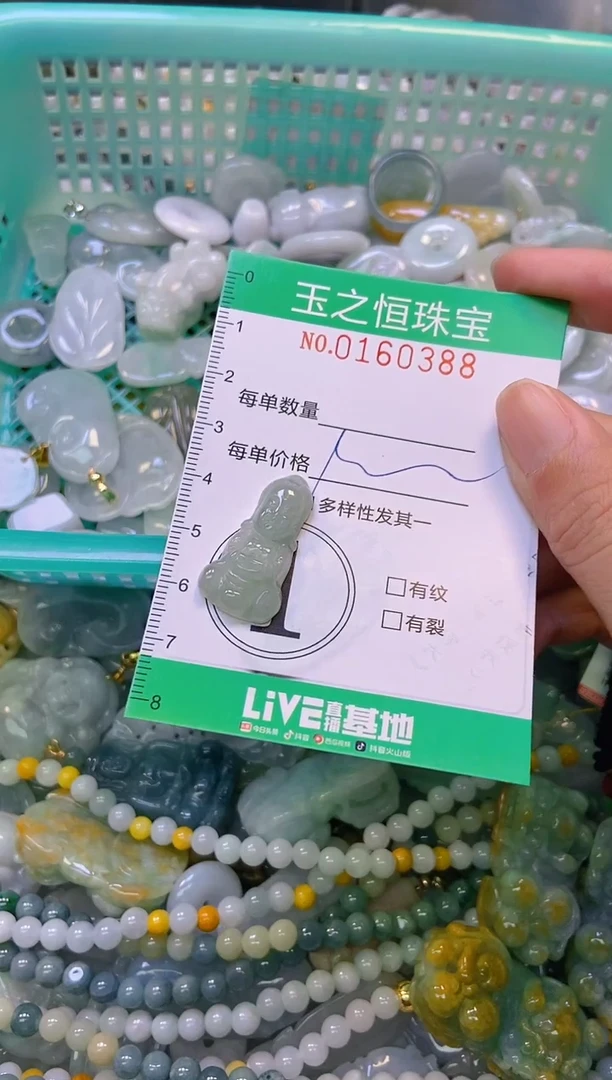 玉之恒珠宝
NO.0160388
0
1
2
3
4
5
6
7
8
每单数量
每单价格
多样性发其一
1
有纹
有裂
LiVE直播基地
今日头条 抖音 西瓜视频 抖音火山版